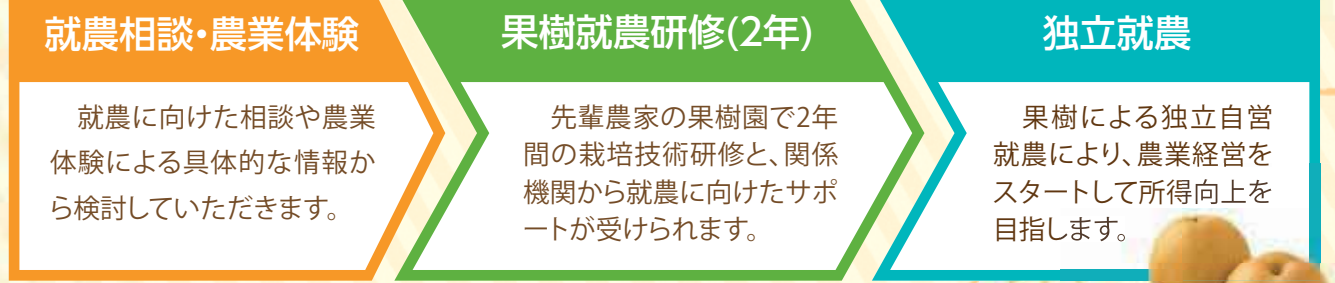 就農相談・農業体験
就農に向けた相談や農業
体験による具体的な情報か
ら検討していただきます。
果樹就農研修(2年)
先輩農家の果樹園で2年
間の栽培技術研修と、関係
機関から就農に向けたサポ
ートが受けられます。
独立就農
果樹による独立自営
就農により、農業経営を
スタートして所得向上を
目指します。